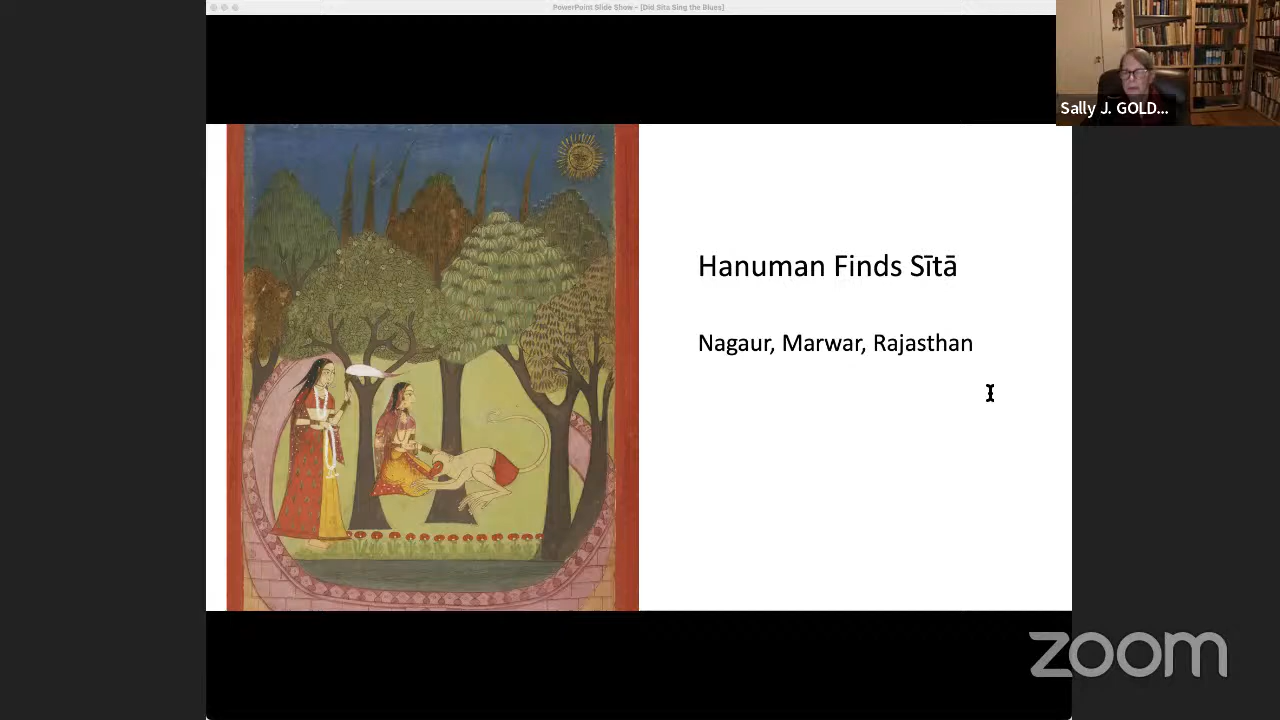 PowerPoint Slide Show - [Did Sita Sing the Blues]
Sally J. GOLD...
Hanuman Finds Sītā
Nagaur, Marwar, Rajasthan
zoom